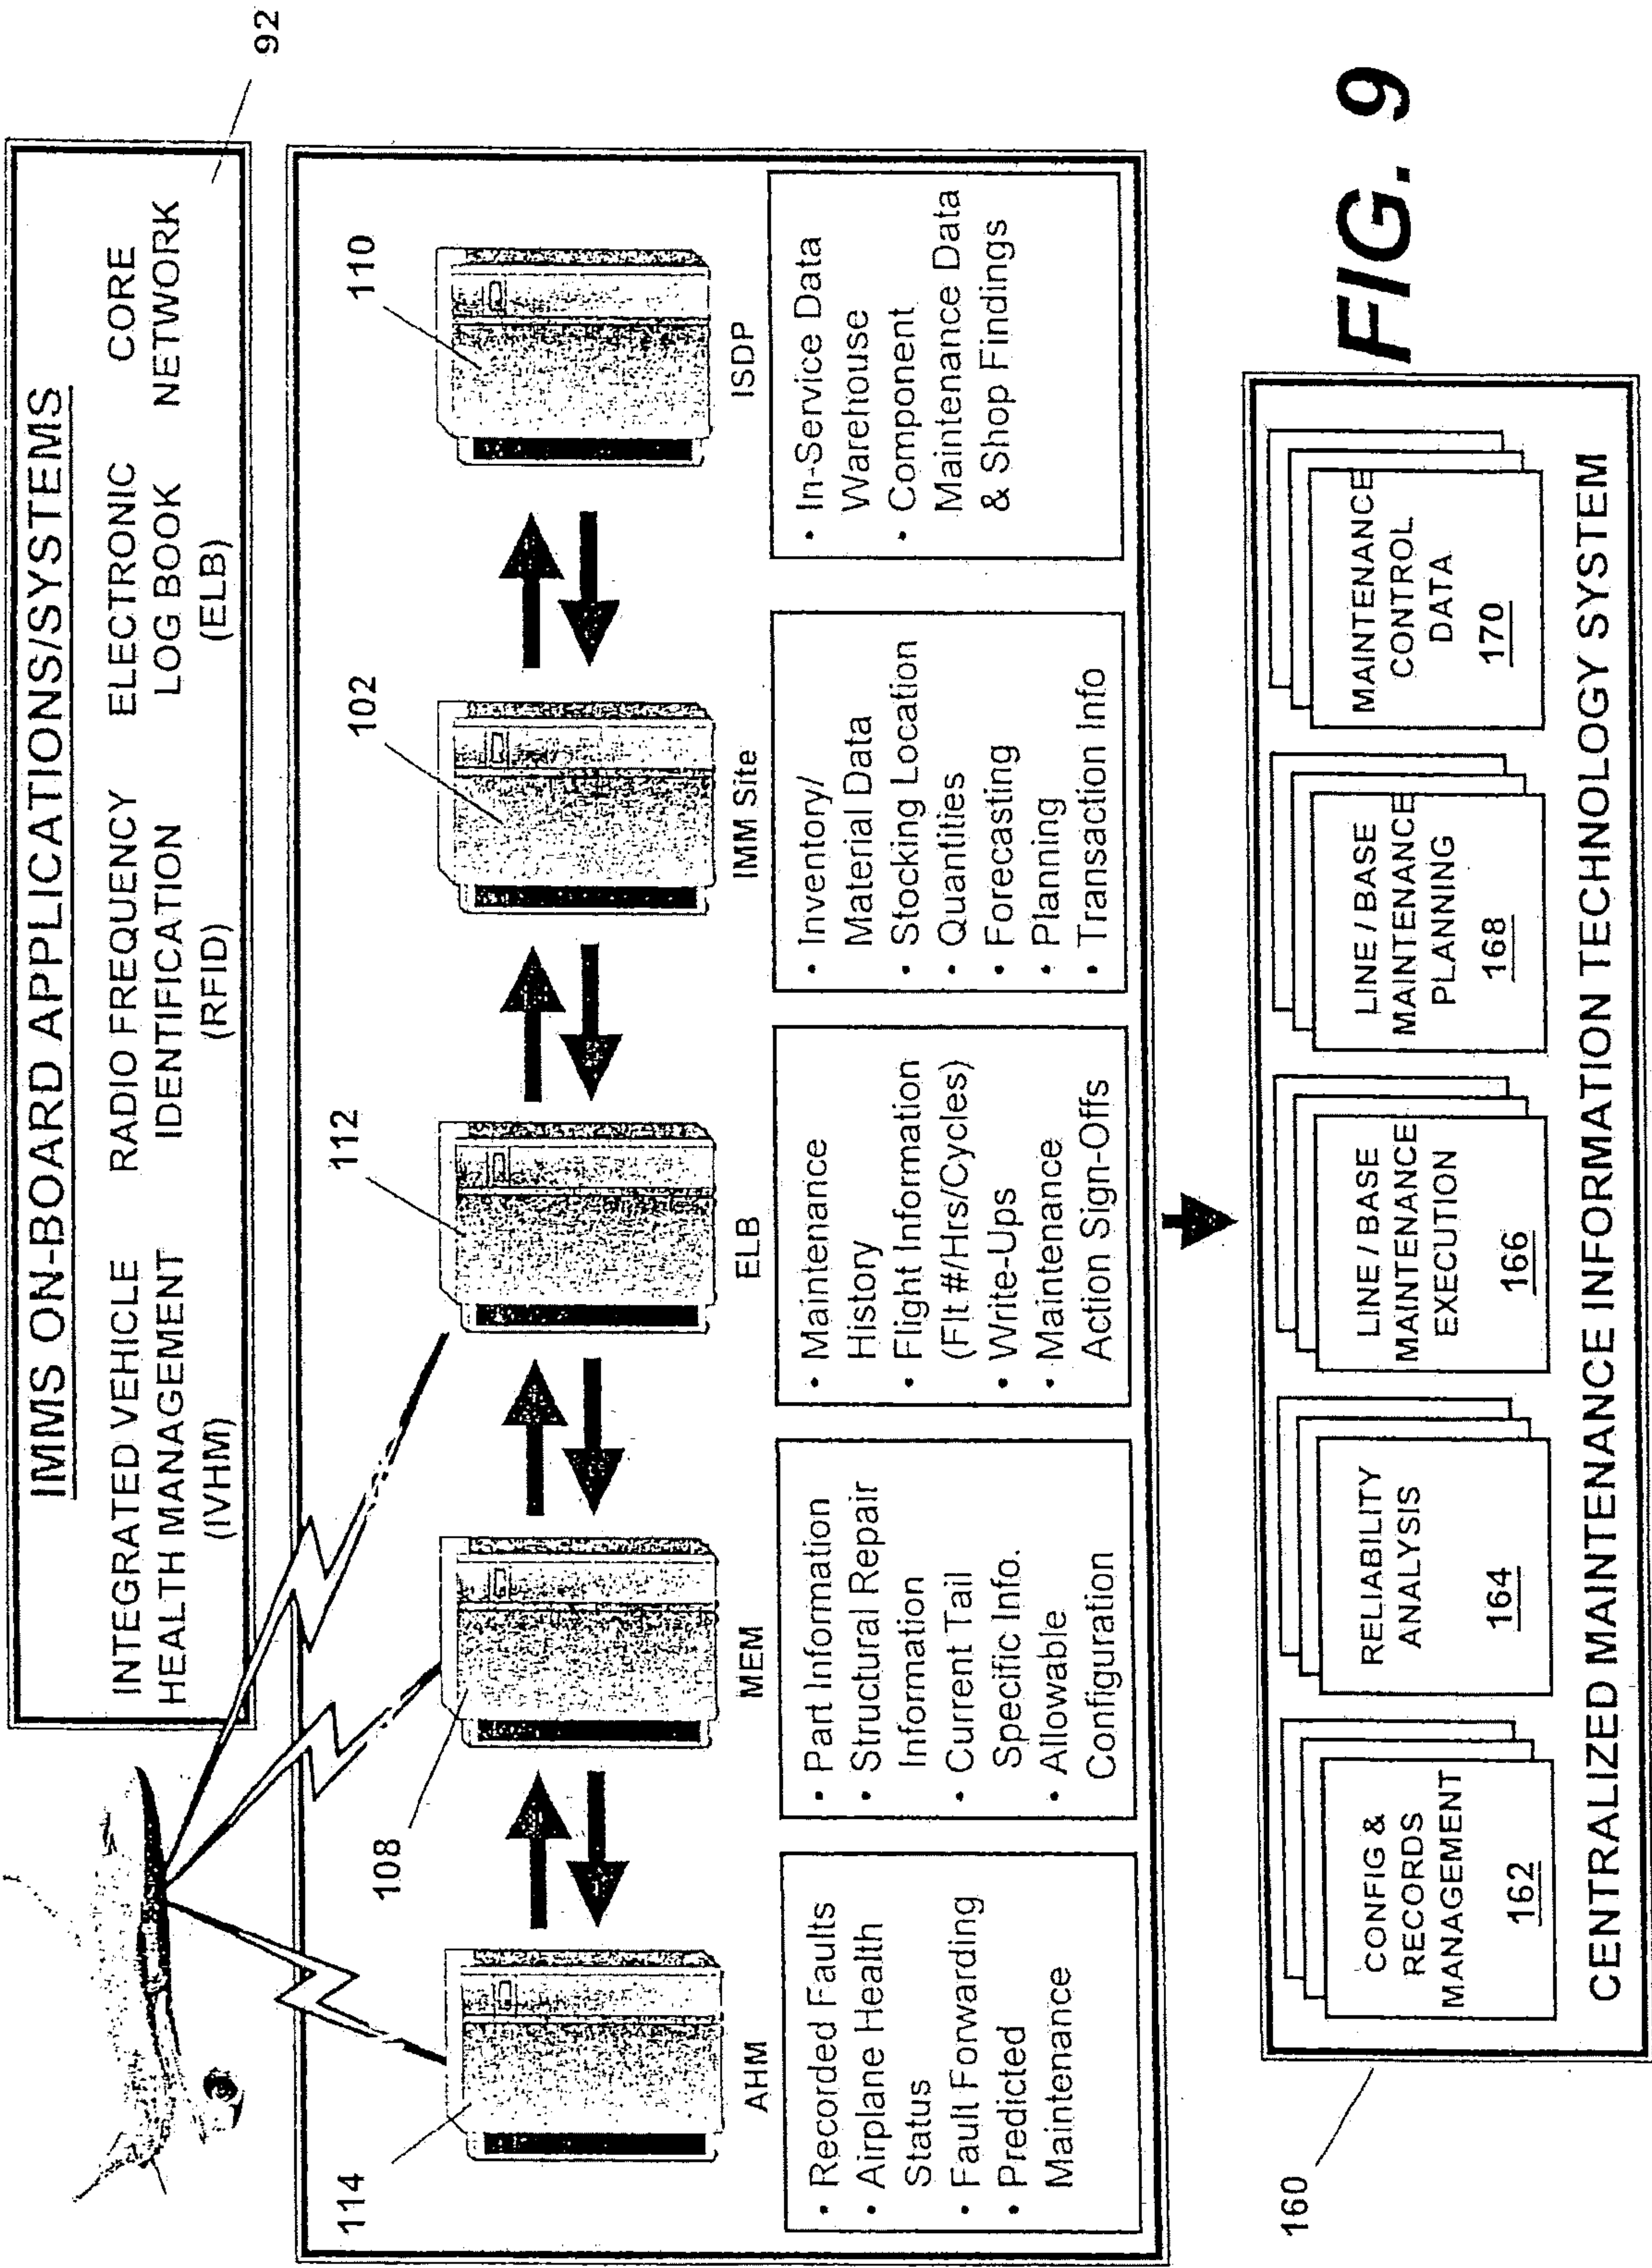 IMMS ON-BOARD APPLICATIONS/SYSTEMS
INTEGRATED VEHICLE
HEALTH MANAGEMENT
(IVHM)
RADIO FREQUENCY
IDENTIFICATION
(RFID)
ELECTRONIC
LOG BOOK
(ELB)
CORE
NETWORK
92
114
108
112
102
110
AHM
MEM
ELB
IMM Site
ISDP
• Recorded Faults
• Airplane Health
Status
• Fault Forwarding
• Predicted
Maintenance
• Part Information
• Structural Repair
Information
• Current Tail
Specific Info.
• Allowable
Configuration
• Maintenance
History
• Flight Information
(Flt #/Hrs/Cycles)
• Write-Ups
• Maintenance
Action Sign-Offs
• Inventory/
Material Data
• Stocking Location
• Quantities
• Forecasting
• Planning
• Transaction Info
• In-Service Data
Warehouse
• Component
Maintenance Data
& Shop Findings
160
CONFIG &
RECORDS
MANAGEMENT
162
RELIABILITY
ANALYSIS
164
LINE / BASE
MAINTENANCE
EXECUTION
166
LINE / BASE
MAINTENANCE
PLANNING
168
MAINTENANCE
CONTROL
DATA
170
CENTRALIZED MAINTENANCE INFORMATION TECHNOLOGY SYSTEM
FIG. 9